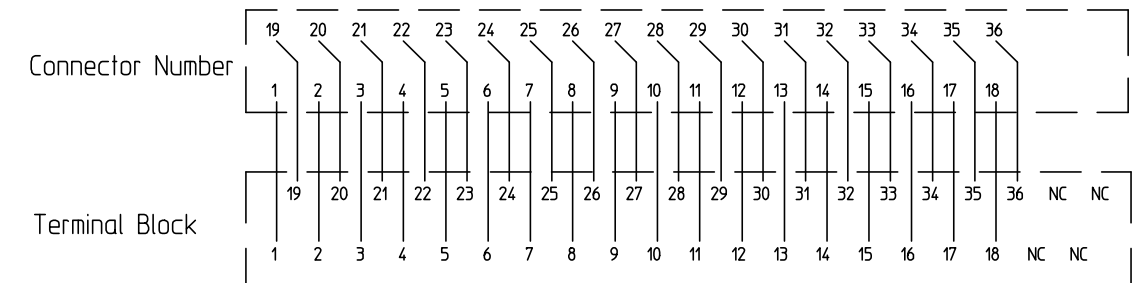 19 20 21 22 23 24 25 26 27 28 29 30 31 32 33 34 35 36
Connector Number
1 2 3 4 5 6 7 8 9 10 11 12 13 14 15 16 17 18
19 20 21 22 23 24 25 26 27 28 29 30 31 32 33 34 35 36 NC NC
Terminal Block
1 2 3 4 5 6 7 8 9 10 11 12 13 14 15 16 17 18 NC NC